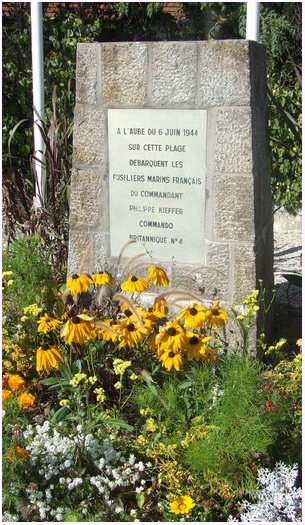 A L'AUBE DU 6 JUIN 1944
SUR CETTE PLAGE
DEBARQUENT LES
FUSILIERS MARINS FRANÇAIS
DU COMMANDANT
PHILIPPE KIEFFER
COMMANDO
BRITANNIQUE N° 4